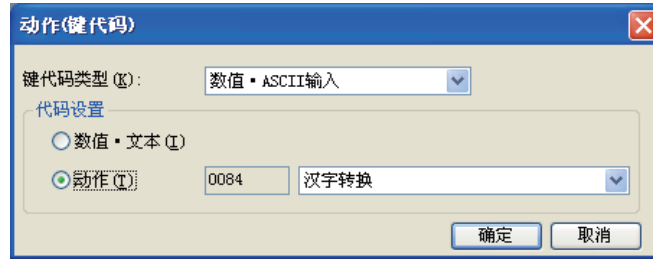 动作(键代码)
键代码类型(K): 数值·ASCII输入
代码设置
数值·文本(I)
动作(T) 0084 汉字转换
确定 取消